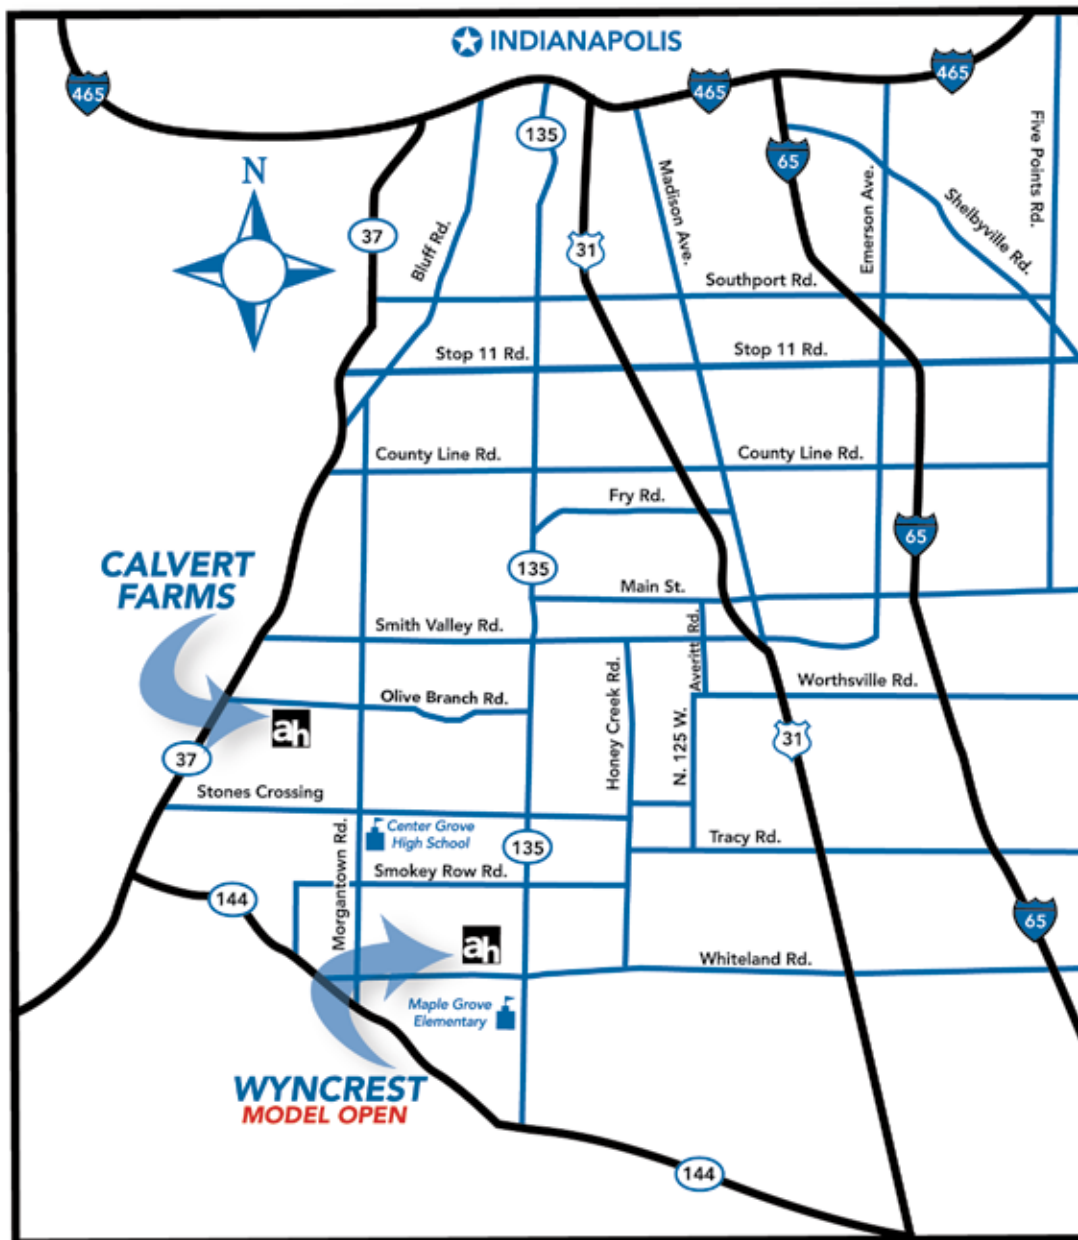 INDIANAPOLIS
465
465
465
135
65
37
31
Bluff Rd.
Madison Ave.
Emerson Ave.
Five Points Rd.
Shelbyville Rd.
N
Southport Rd.
Stop 11 Rd.
Stop 11 Rd.
County Line Rd.
County Line Rd.
Fry Rd.
65
CALVERT
FARMS
135
Main St.
Smith Valley Rd.
Averitt Rd.
Honey Creek Rd.
Olive Branch Rd.
Worthsville Rd.
N. 125 W.
ah
37
31
Stones Crossing
Center Grove
High School
Morgantown Rd.
135
Tracy Rd.
Smokey Row Rd.
144
65
ah
Whiteland Rd.
Maple Grove
Elementary
WYNCREST
MODEL OPEN
144